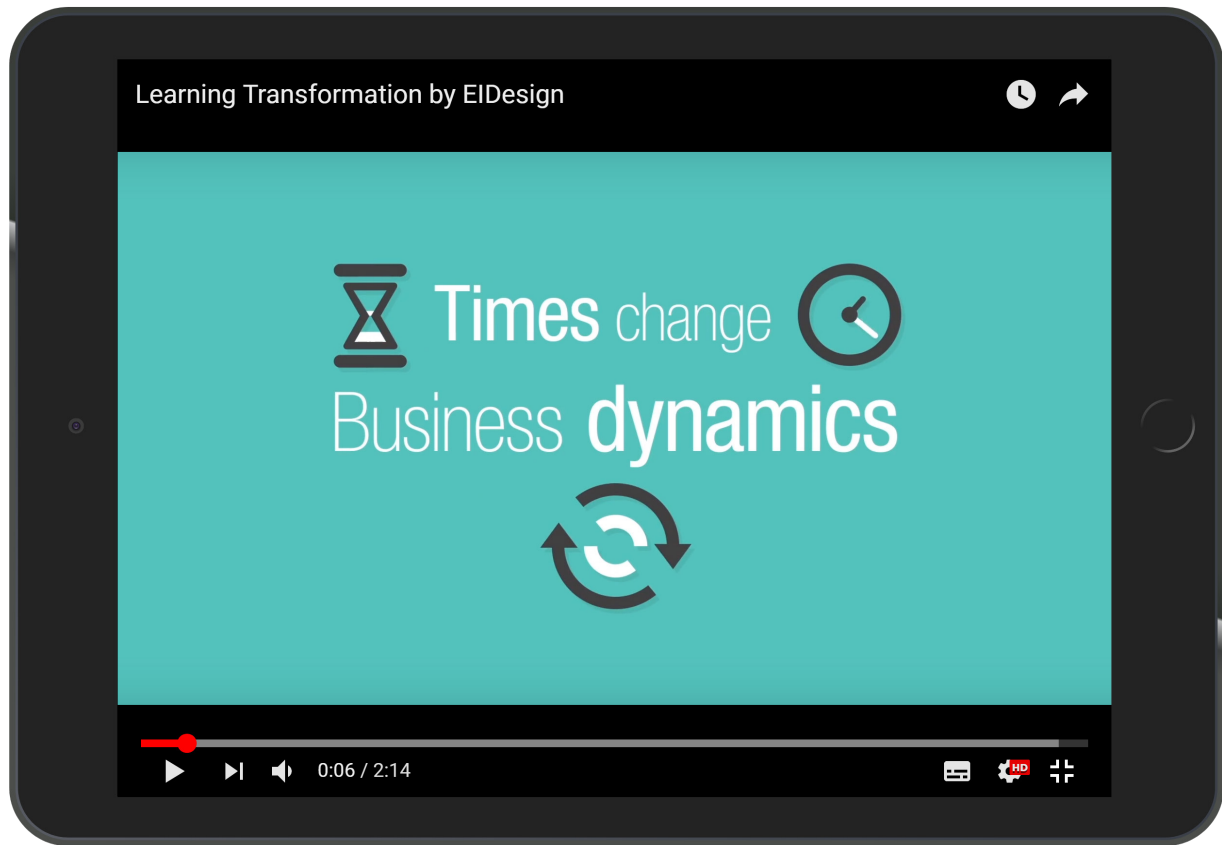 Learning Transformation by EIDesign
Times change
Business dynamics
0:06 / 2:14
HD